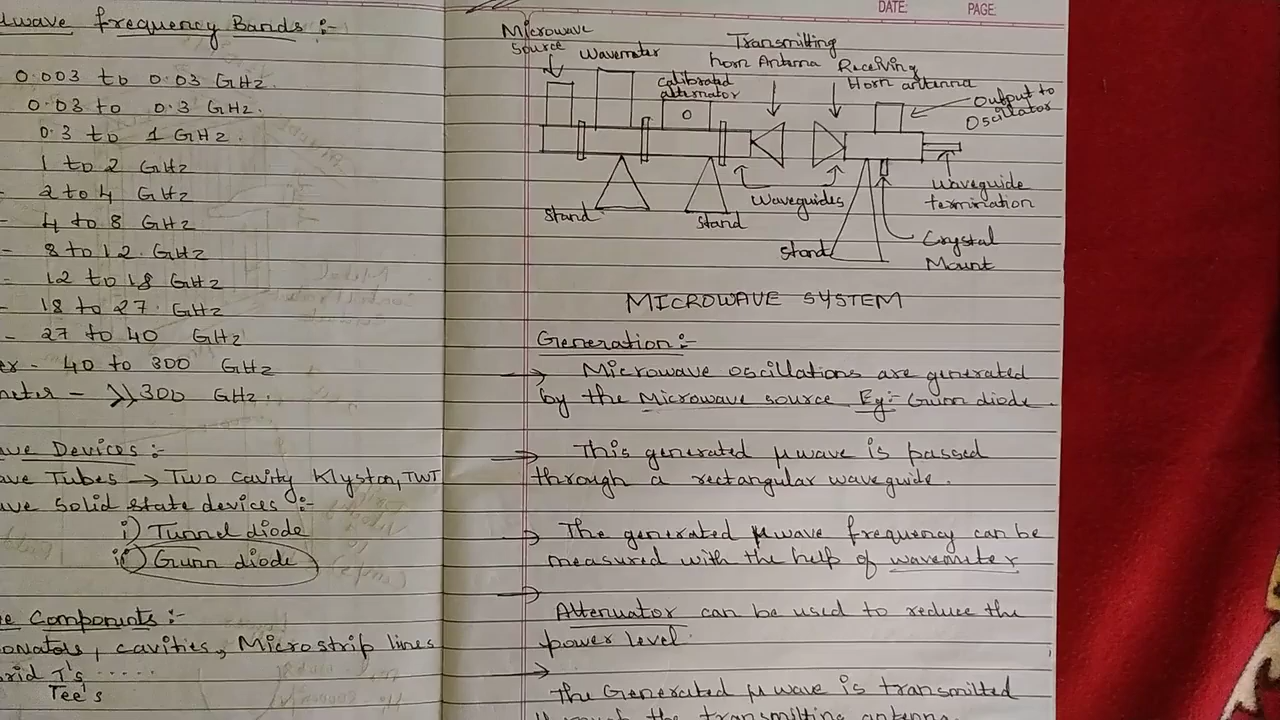 frequency Bands :-
0.003 to 0.03 GHz.
0.03 to 0.3 GHz.
0.3 to 1 GHz.
1 to 2 GHz
- 2 to 4 GHz
- 4 to 8 GHz
- 8 to 12. GHz
- 12 to 18 GHz
- 18 to 27. GHz
- 27 to 40 GHz
- 40 to 300 GHz
- >>300 GHz.
Devices :-
Tubes → Two cavity Klyston, TWT
Solid state devices :-
i) Tunnel diode
ii) Gunn diode
Components :-
cavities, Microstrip lines
T's .....
Tee's
DATE: PAGE:
Microwave
Source
Wavemeter
Calibrated
alternator
Transmitting
horn Antenna
Receiving
Horn antenna
Output to
Oscillator
Stand
Stand
Waveguides
Waveguide
termination
Stand
Crystal
Mount
MICROWAVE SYSTEM
Generation :-
→ Microwave oscillations are generated
by the Microwave source. Eg:- Gunn diode.
→ This generated μwave is passed
through a rectangular waveguide.
→ The generated μwave frequency can be
measured with the help of wavemeter
→
Attenuator can be used to reduce the
power level.
→
The Generated μwave is transmitted
through the transmitting antenna.